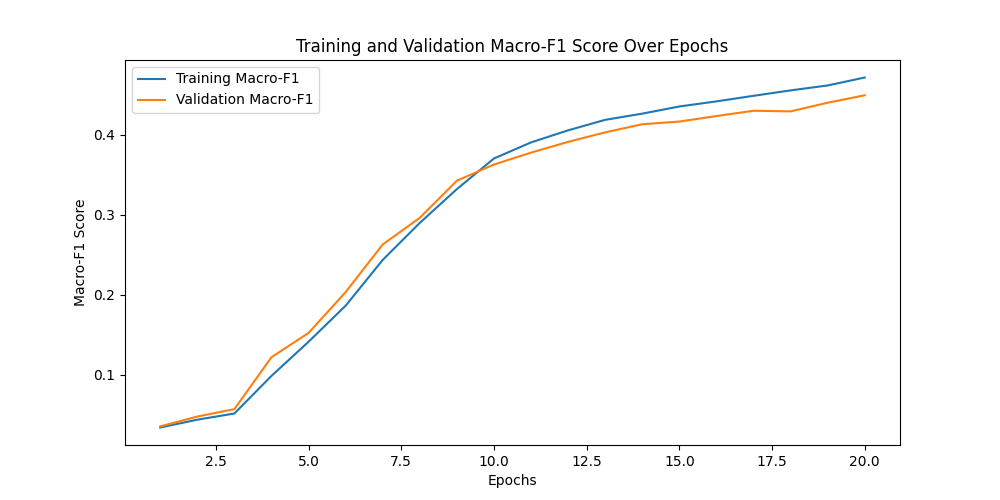 Training and Validation Macro-F1 Score Over Epochs
Training Macro-F1
Validation Macro-F1
Macro-F1 Score
0.4
0.3
0.2
0.1
2.5 5.0 7.5 10.0 12.5 15.0 17.5 20.0
Epochs